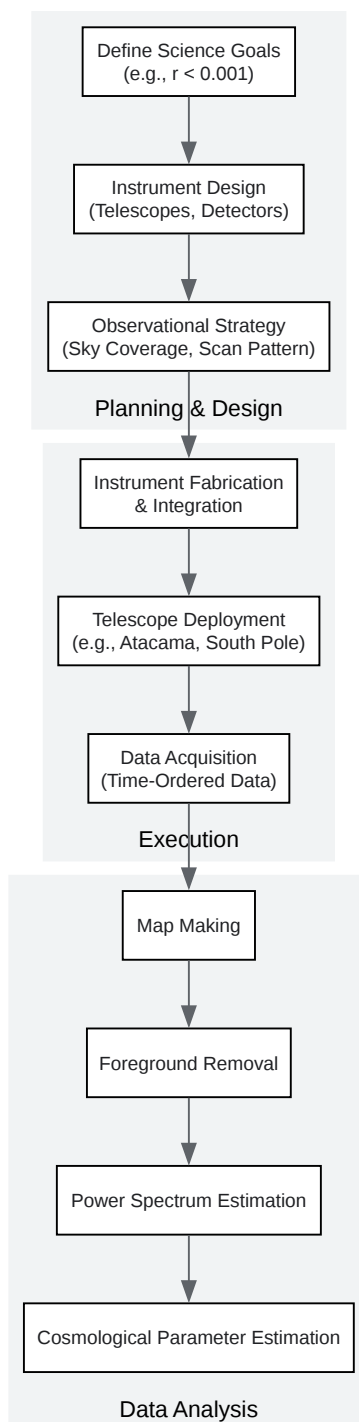 Define Science Goals
(e.g., r < 0.001)
Instrument Design
(Telescopes, Detectors)
Observational Strategy
(Sky Coverage, Scan Pattern)
Planning & Design
Instrument Fabrication
& Integration
Telescope Deployment
(e.g., Atacama, South Pole)
Data Acquisition
(Time-Ordered Data)
Execution
Map Making
Foreground Removal
Power Spectrum Estimation
Cosmological Parameter Estimation
Data Analysis